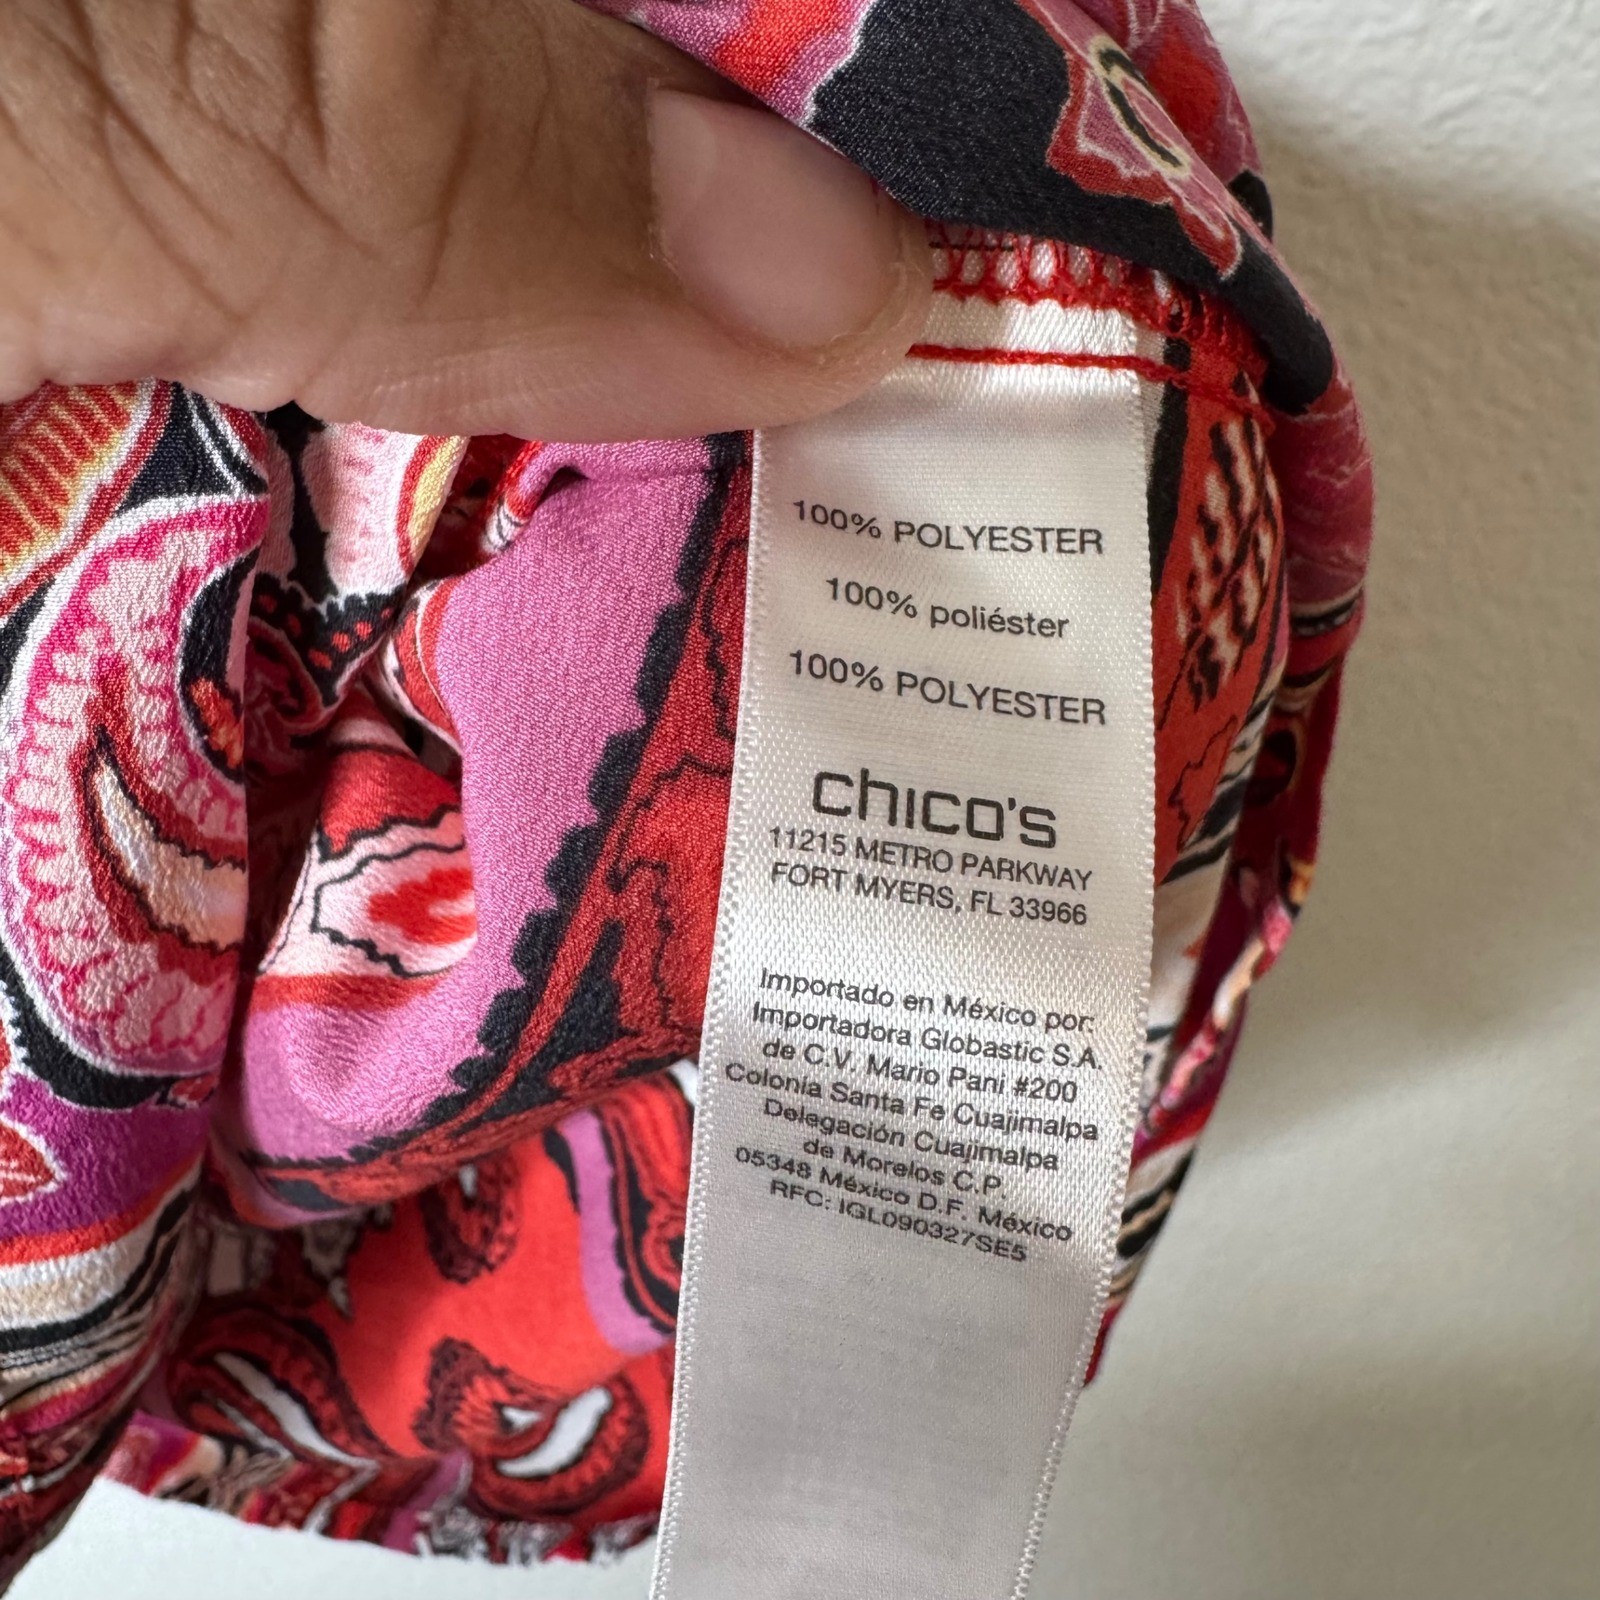 100% POLYESTER
100% poliéster
100% POLYESTER
chico's
11215 METRO PARKWAY
FORT MYERS, FL 33966
Importado en México por:
Importadora Globastic S.A.
de C.V. Mario Pani #200
Colonia Santa Fe Cuajimalpa
Delegación Cuajimalpa
de Morelos C.P.
05348 México D.F. México
RFC: IGL090327SE5